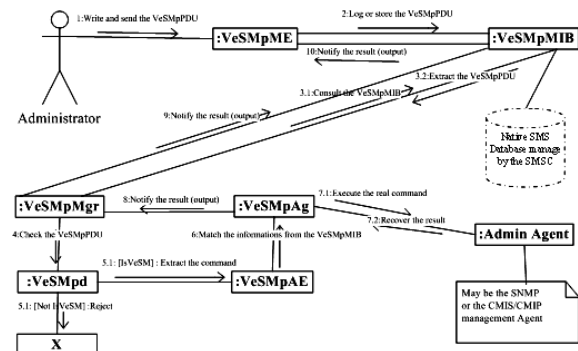 1:Write and send the VeSMpPDU
2:Log or store the VeSMpPDU
:VeSMpME
:VeSMpMIB
10:Notify the result (output)
3.2:Extract the VeSMpPDU
3.1:Consult the VeSMpMIB
Administrator
9:Notify the result (output)
Native SMS
Database manage
by the SMSC
7.1:Execute the real command
:VeSMpMgr
8:Notify the result (output)
:VeSMpAg
7.2:Recover the result
:Admin Agent
4:Check the VeSMpPDU
6:Match the informations from the VeSMpMIB
5.1: [IsVeSM] : Extract the command
:VeSMpd
:VeSMpAE
5.1: [Not IsVeSM] :Reject
May be the SNMP
or the CMIS/CMIP
management Agent
X